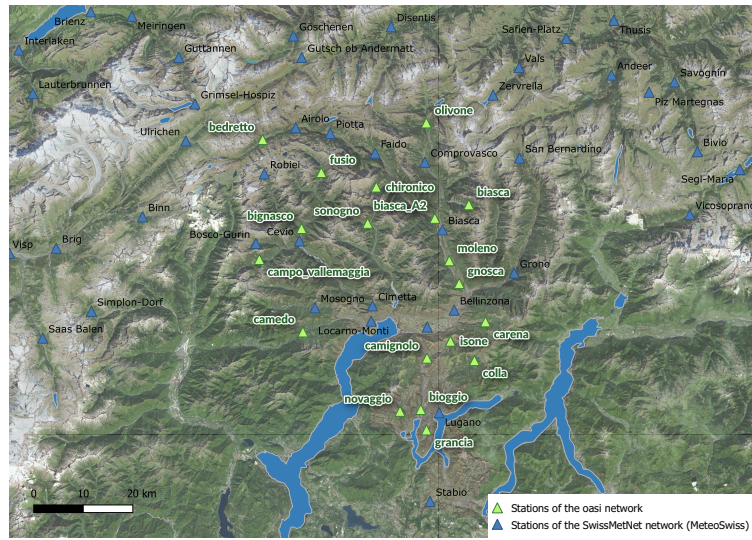 Brienz
Meiringen
Göschenen
Disentis
Thusis
Interlaken
Guttannen
Gütsch ob Andermatt
Safien-Platz
Vals
Andeer
Savognin
Lauterbrunnen
Grimsel-Hospiz
Zervreila
Piz Martegnas
Ulrichen
bedretto
Airolo
Piotta
olivone
Faido
Comprovasco
San Bernardino
Bivio
Robiei
fusio
chironico
biasca
Segl-Maria
Binn
bignasco
sonogno
biasca_A2
Biasca
Vicosoprano
Bosco-Gurin
Cevio
Visp
Brig
moleno
campo_vallemaggia
gnosca
Grono
Simplon-Dorf
Mosogno
Cimetta
Bellinzona
Saas Balen
camedo
Locarno-Monti
carena
camignolo
isone
colla
novaggio
bioggio
Lugano
grancia
Stabio
0 10 20 km
Stations of the oasi network
Stations of the SwissMetNet network (MeteoSwiss)